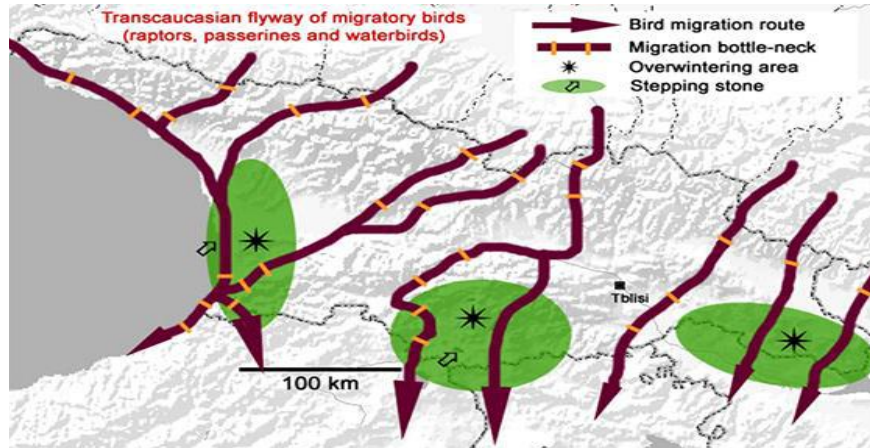 Transcaucasian flyway of migratory birds
(raptors, passerines and waterbirds)
Bird migration route
Migration bottle-neck
Overwintering area
Stepping stone
Tblisi
100 km